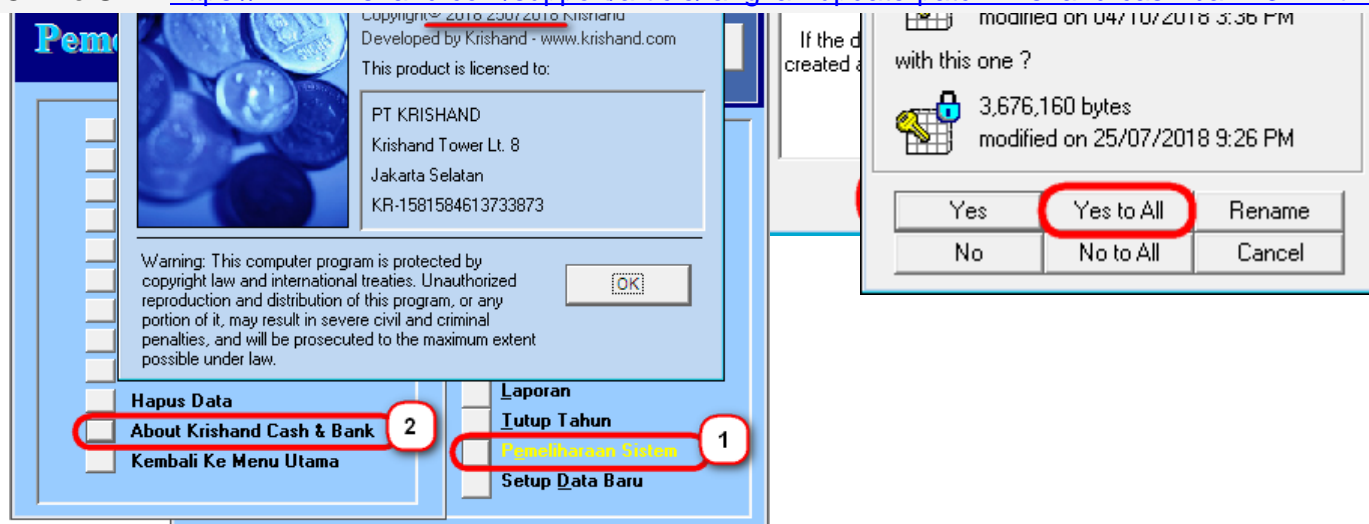 Peme
Copyright© 2018 25072018 Krishand
Developed by Krishand - www.krishand.com
This product is licensed to:
PT KRISHAND
Krishand Tower Lt. 8
Jakarta Selatan
KR-1581584613733873
Warning: This computer program is protected by
copyright law and international treaties. Unauthorized
reproduction and distribution of this program, or any
portion of it, may result in severe civil and criminal
penalties, and will be prosecuted to the maximum extent
possible under law.
OK
Hapus Data
About Krishand Cash & Bank
2
Kembali Ke Menu Utama
Laporan
Tutup Tahun
Pemeliharaan Sistem
1
Setup Data Baru
If the d
created a
modified on 04/10/2018 3:36 PM
with this one ?
3,676,160 bytes
modified on 25/07/2018 9:26 PM
Yes
Yes to All
Rename
No
No to All
Cancel